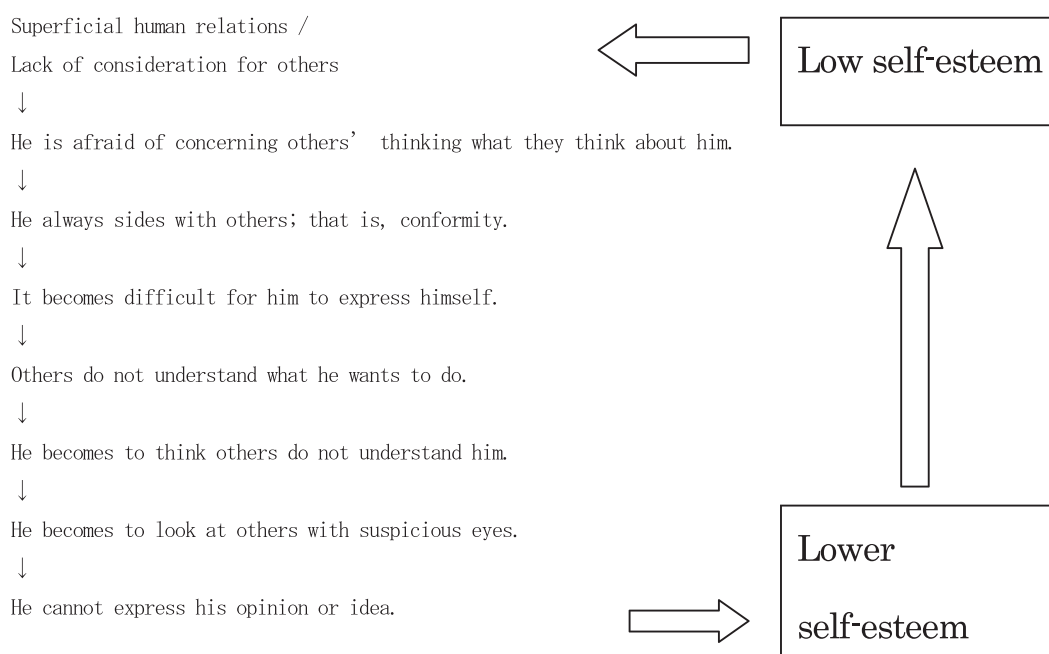 Superficial human relations /
Lack of consideration for others
↓
He is afraid of concerning others’ thinking what they think about him.
↓
He always sides with others; that is, conformity.
↓
It becomes difficult for him to express himself.
↓
Others do not understand what he wants to do.
↓
He becomes to think others do not understand him.
↓
He becomes to look at others with suspicious eyes.
↓
He cannot express his opinion or idea.
Low self-esteem
Lower
self-esteem